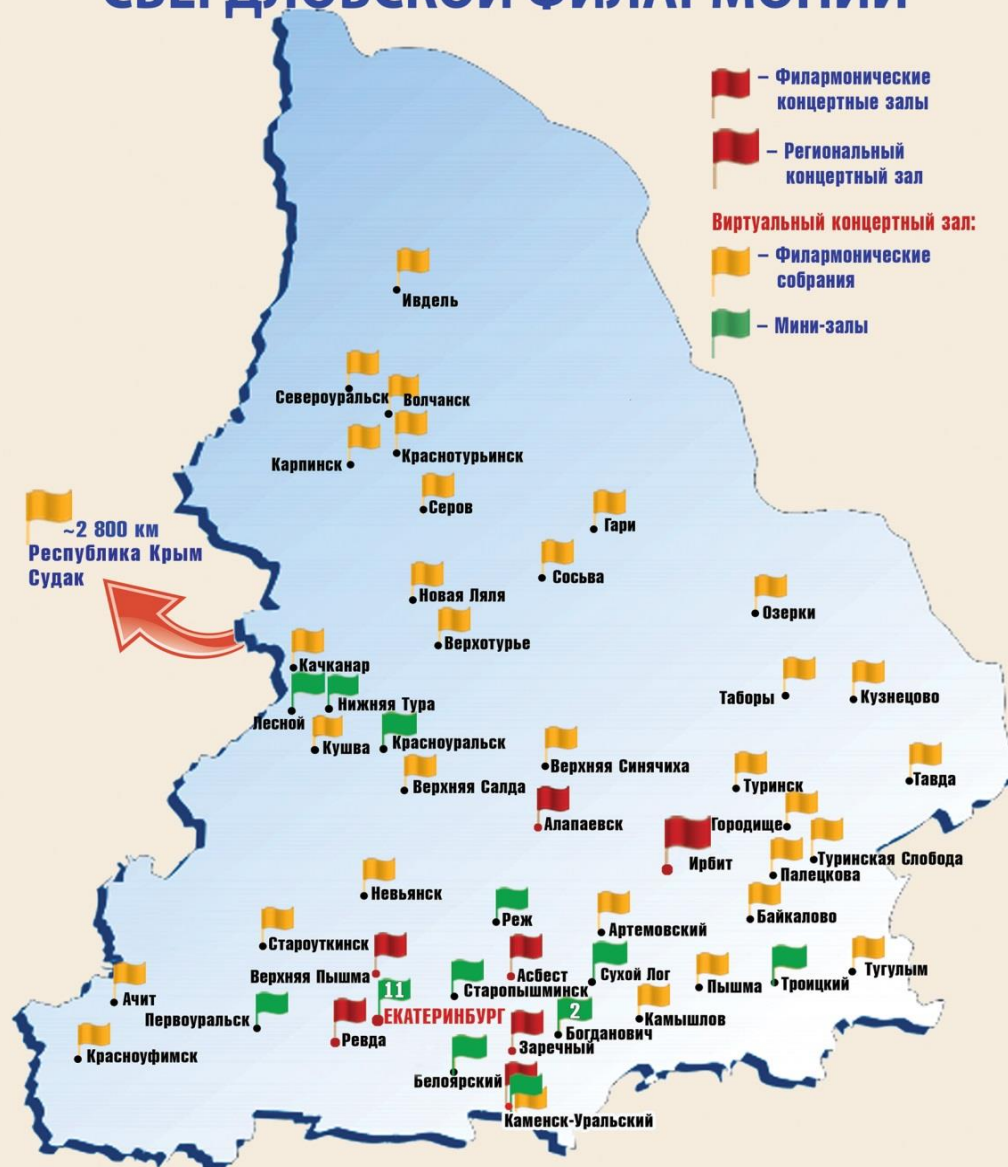 СВЕРДЛОВСКОЙ ФИЛАРМОНИИ
– Филармонические
концертные залы
– Региональный
концертный зал
Виртуальный концертный зал:
– Филармонические
собрания
– Мини-залы
Ивдель
Североуральск
Волчанск
Краснотурьинск
Карпинск
Серов
Гари
~2 800 км
Республика Крым
Судак
Сосьва
Новая Ляля
Озерки
Верхотурье
Качканар
Таборы
Кузнецово
Нижняя Тура
Лесной
Кушва
Красноуральск
Верхняя Синячиха
Верхняя Салда
Туринск
Тавда
Алапаевск
Городище
Ирбит
Туринская Слобода
Палецкова
Невьянск
Байкалово
Реж
Артемовский
Староуткинск
Верхняя Пышма
Асбест
Сухой Лог
Тугулым
Ачит
11
Старопышминск
Пышма
Троицкий
Первоуральск
ЕКАТЕРИНБУРГ
2
Камышлов
Богданович
Ревда
Заречный
Красноуфимск
Белоярский
Каменск-Уральский